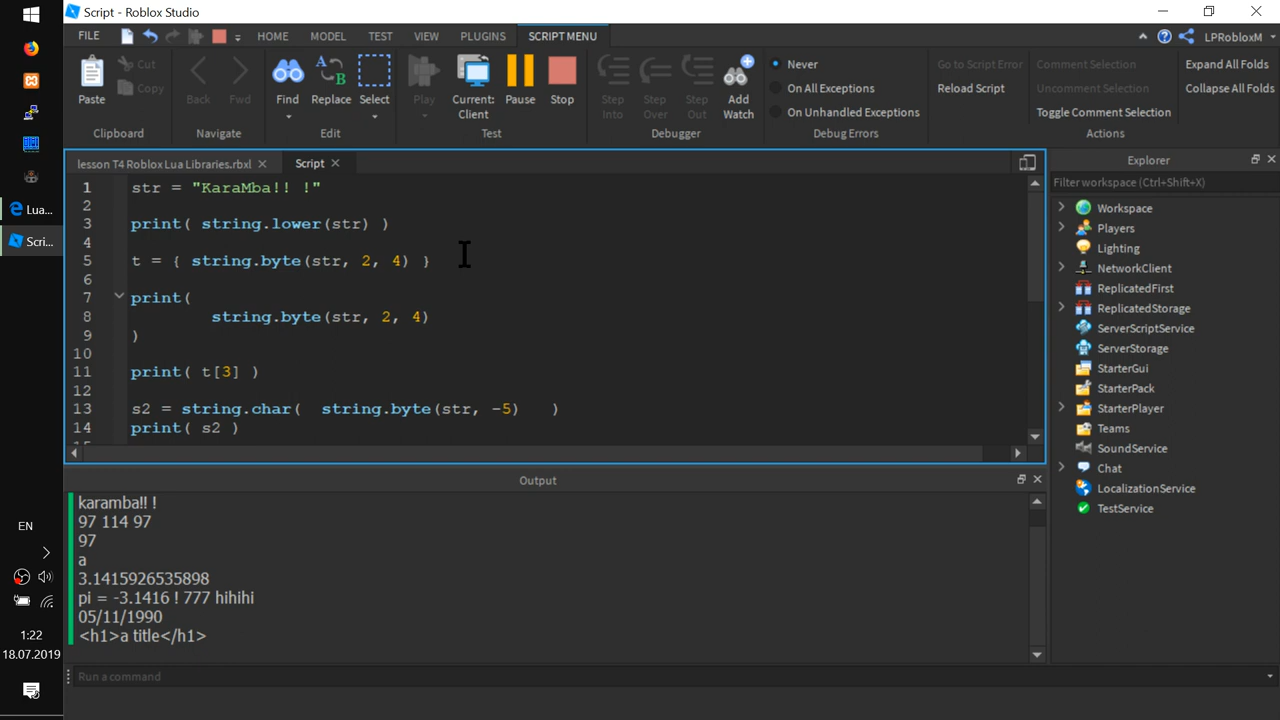 Script - Roblox Studio
FILE HOME MODEL TEST VIEW PLUGINS SCRIPT MENU LPRobloxM
Paste Cut Copy
Clipboard
Back Fwd
Navigate
Find Replace Select
Edit
Play Current: Client Pause Stop
Test
Step Into Step Over Step Out Add Watch
Debugger
Never
On All Exceptions
On Unhandled Exceptions
Debug Errors
Go to Script Error
Reload Script
Comment Selection
Uncomment Selection
Toggle Comment Selection
Actions
Expand All Folds
Collapse All Folds
lesson T4 Roblox Lua Libraries.rbxl Script
1 str = "KaraMba!! !"
2
3 print( string.lower(str) )
4
5 t = { string.byte(str, 2, 4) }
6
7 print(
8 string.byte(str, 2, 4)
9 )
10
11 print( t[3] )
12
13 s2 = string.char( string.byte(str, -5) )
14 print( s2 )
Explorer
Filter workspace (Ctrl+Shift+X)
Workspace
Players
Lighting
NetworkClient
ReplicatedFirst
ReplicatedStorage
ServerScriptService
ServerStorage
StarterGui
StarterPack
StarterPlayer
Teams
SoundService
Chat
LocalizationService
TestService
Output
karamba!! !
97 114 97
97
a
3.1415926535898
pi = -3.1416 ! 777 hihihi
05/11/1990
<h1>a title</h1>
Run a command
Lua...
Scri...
EN
1:22
18.07.2019